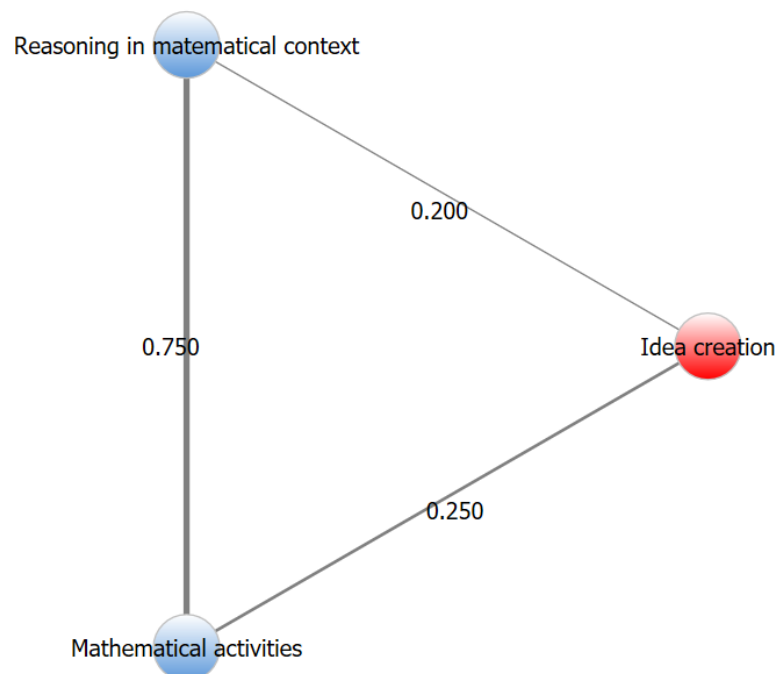 Reasoning in matematical context
0.200
0.750
Idea creation
0.250
Mathematical activities